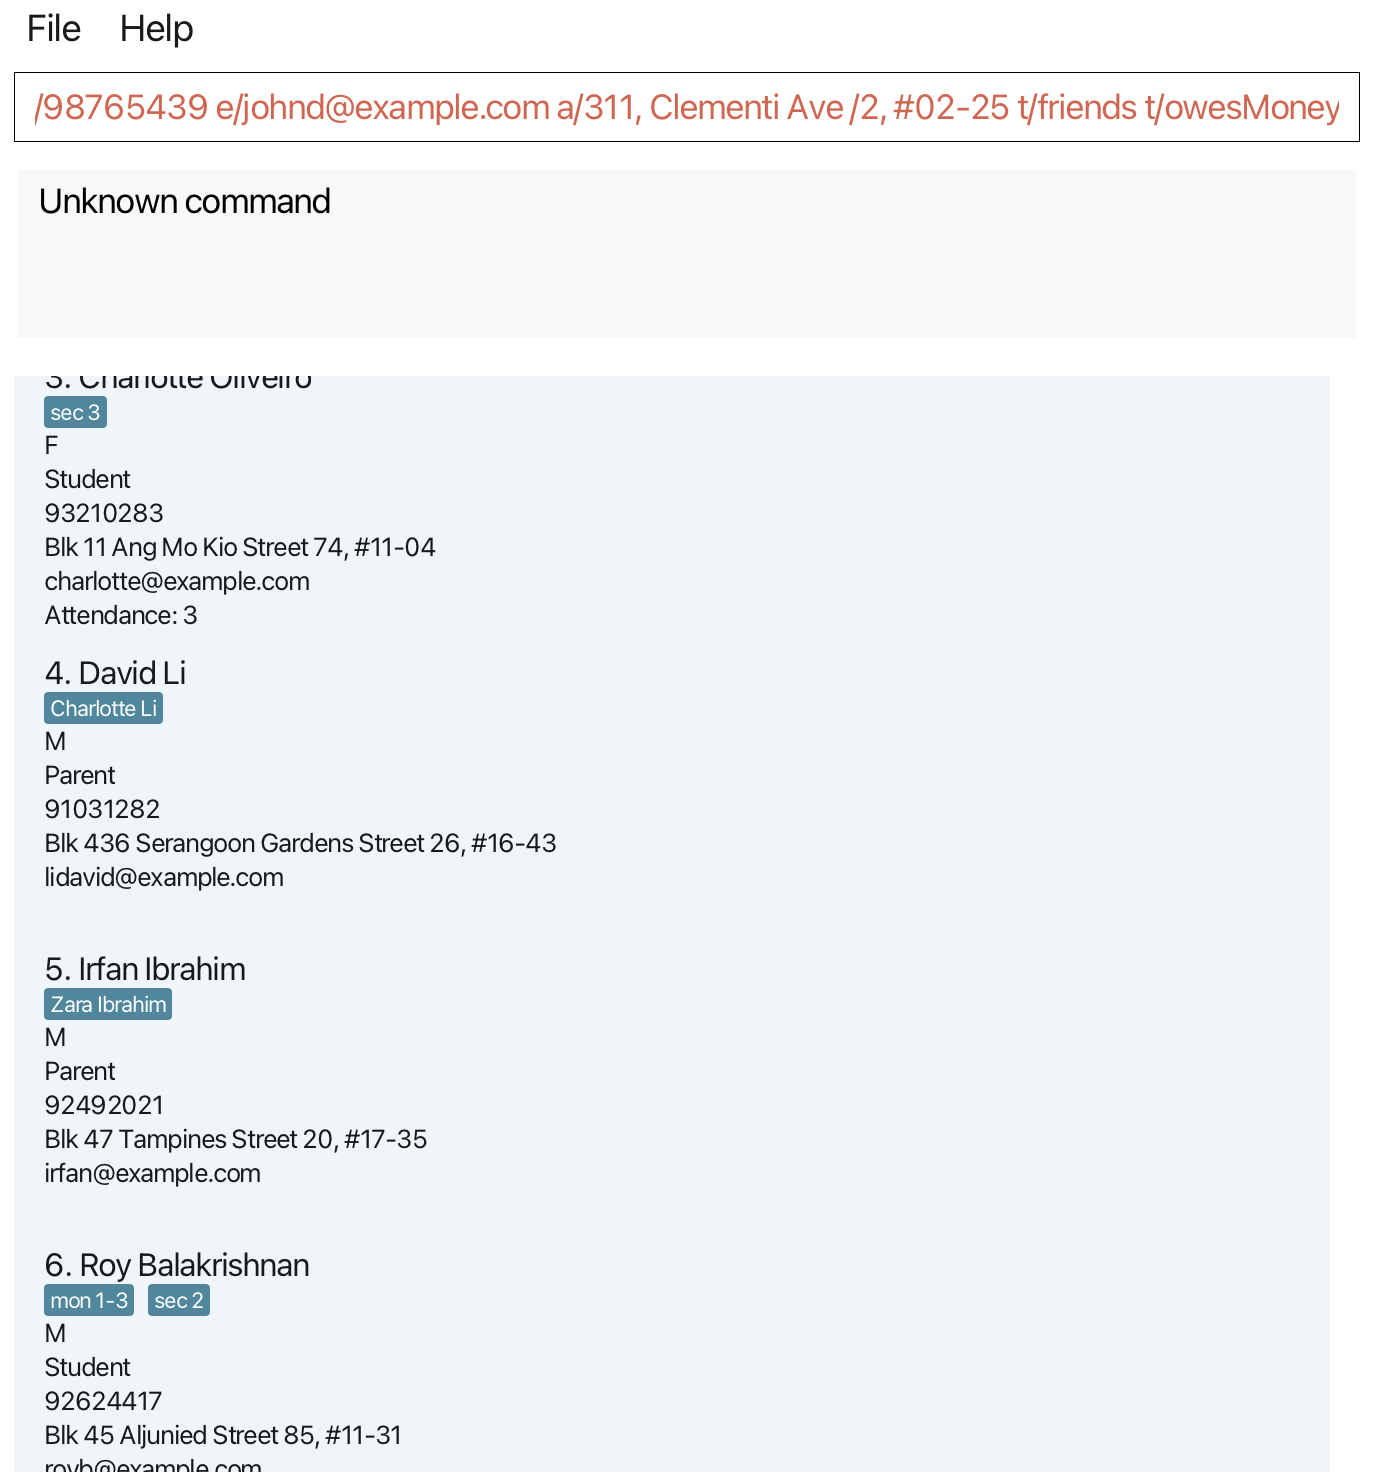 File Help
/98765439 e/johnd@example.com a/311, Clementi Ave /2, #02-25 t/friends t/owesMoney
Unknown command
3. Charlotte Oliveiro
sec 3
F
Student
93210283
Blk 11 Ang Mo Kio Street 74, #11-04
charlotte@example.com
Attendance: 3
4. David Li
Charlotte Li
M
Parent
91031282
Blk 436 Serangoon Gardens Street 26, #16-43
lidavid@example.com
5. Irfan Ibrahim
Zara Ibrahim
M
Parent
92492021
Blk 47 Tampines Street 20, #17-35
irfan@example.com
6. Roy Balakrishnan
mon 1-3 sec 2
M
Student
92624417
Blk 45 Aljunied Street 85, #11-31
royb@example.com